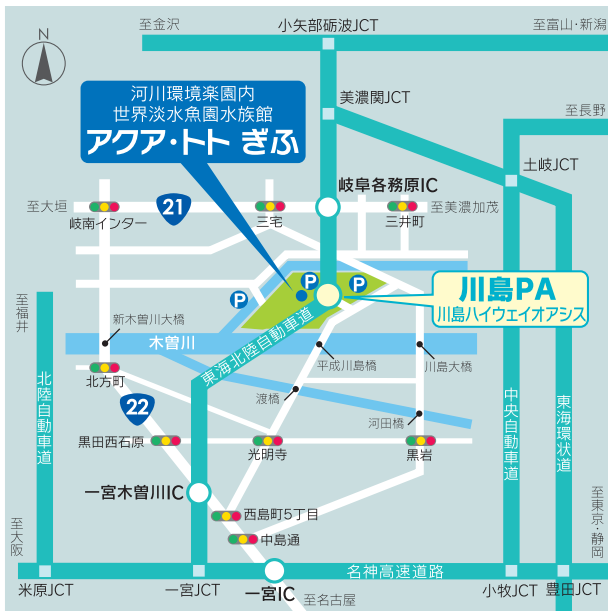 至金沢
小矢部砺波JCT
至富山・新潟
N
河川環境楽園内
世界淡水魚園水族館
アクア・トト ぎふ
美濃関JCT
至長野
土岐JCT
岐阜各務原IC
至大垣
21
岐南インター
三宅
三井町
至美濃加茂
P
P
P
川島PA
川島ハイウェイオアシス
至福井
新木曽川大橋
木曽川
東海北陸自動車道
平成川島橋
川島大橋
北陸自動車道
北方町
22
渡橋
河田橋
中央自動車道
東海環状道
黒田西石原
光明寺
黒岩
一宮木曽川IC
西島町5丁目
中島通
至大阪
至東京・静岡
名神高速道路
米原JCT
一宮JCT
一宮IC
至名古屋
小牧JCT
豊田JCT